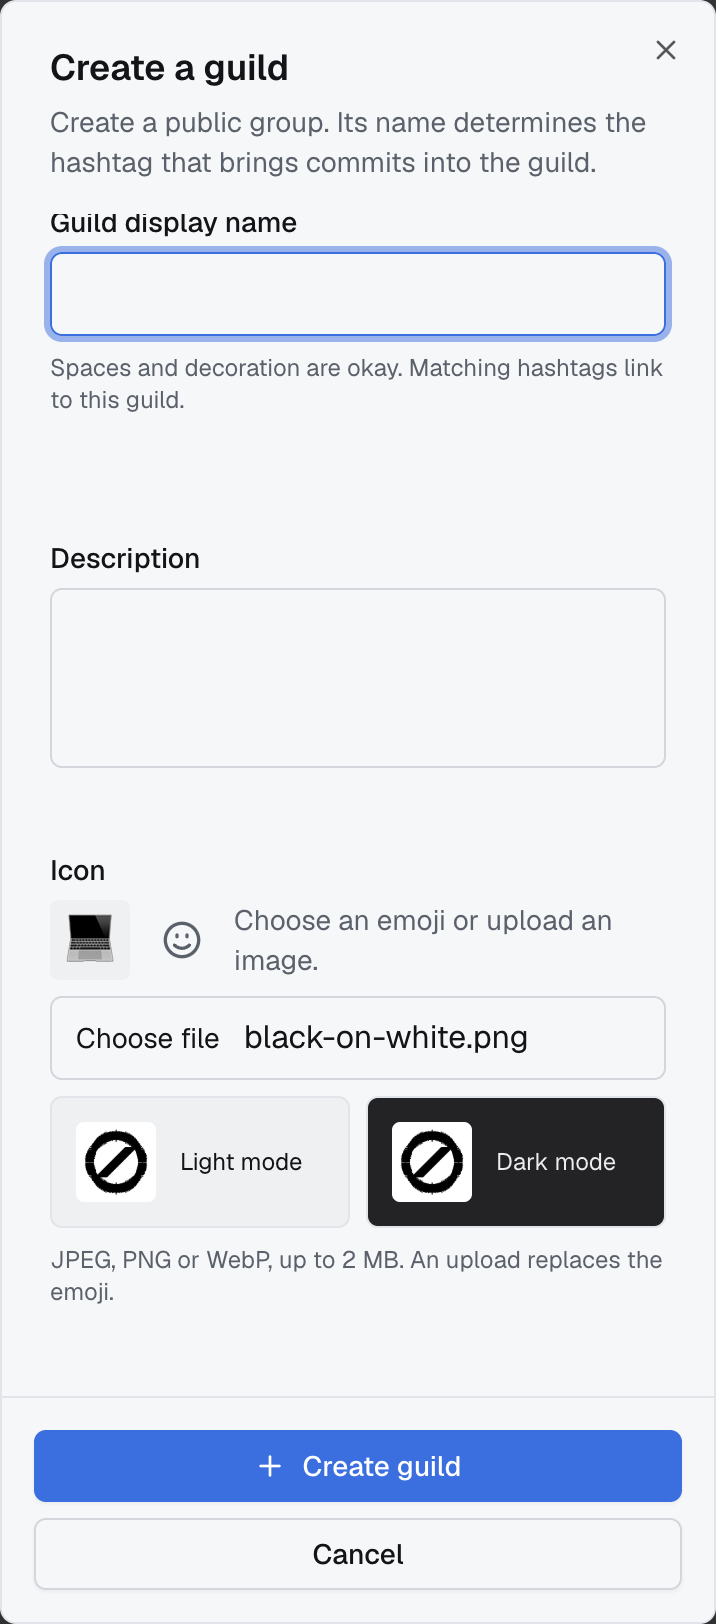 Create a guild
Create a public group. Its name determines the
hashtag that brings commits into the guild.
Guild display name
Spaces and decoration are okay. Matching hashtags link
to this guild.
Description
Icon
Choose an emoji or upload an
image.
Choose file black-on-white.png
Light mode
Dark mode
JPEG, PNG or WebP, up to 2 MB. An upload replaces the
emoji.
Create guild
Cancel